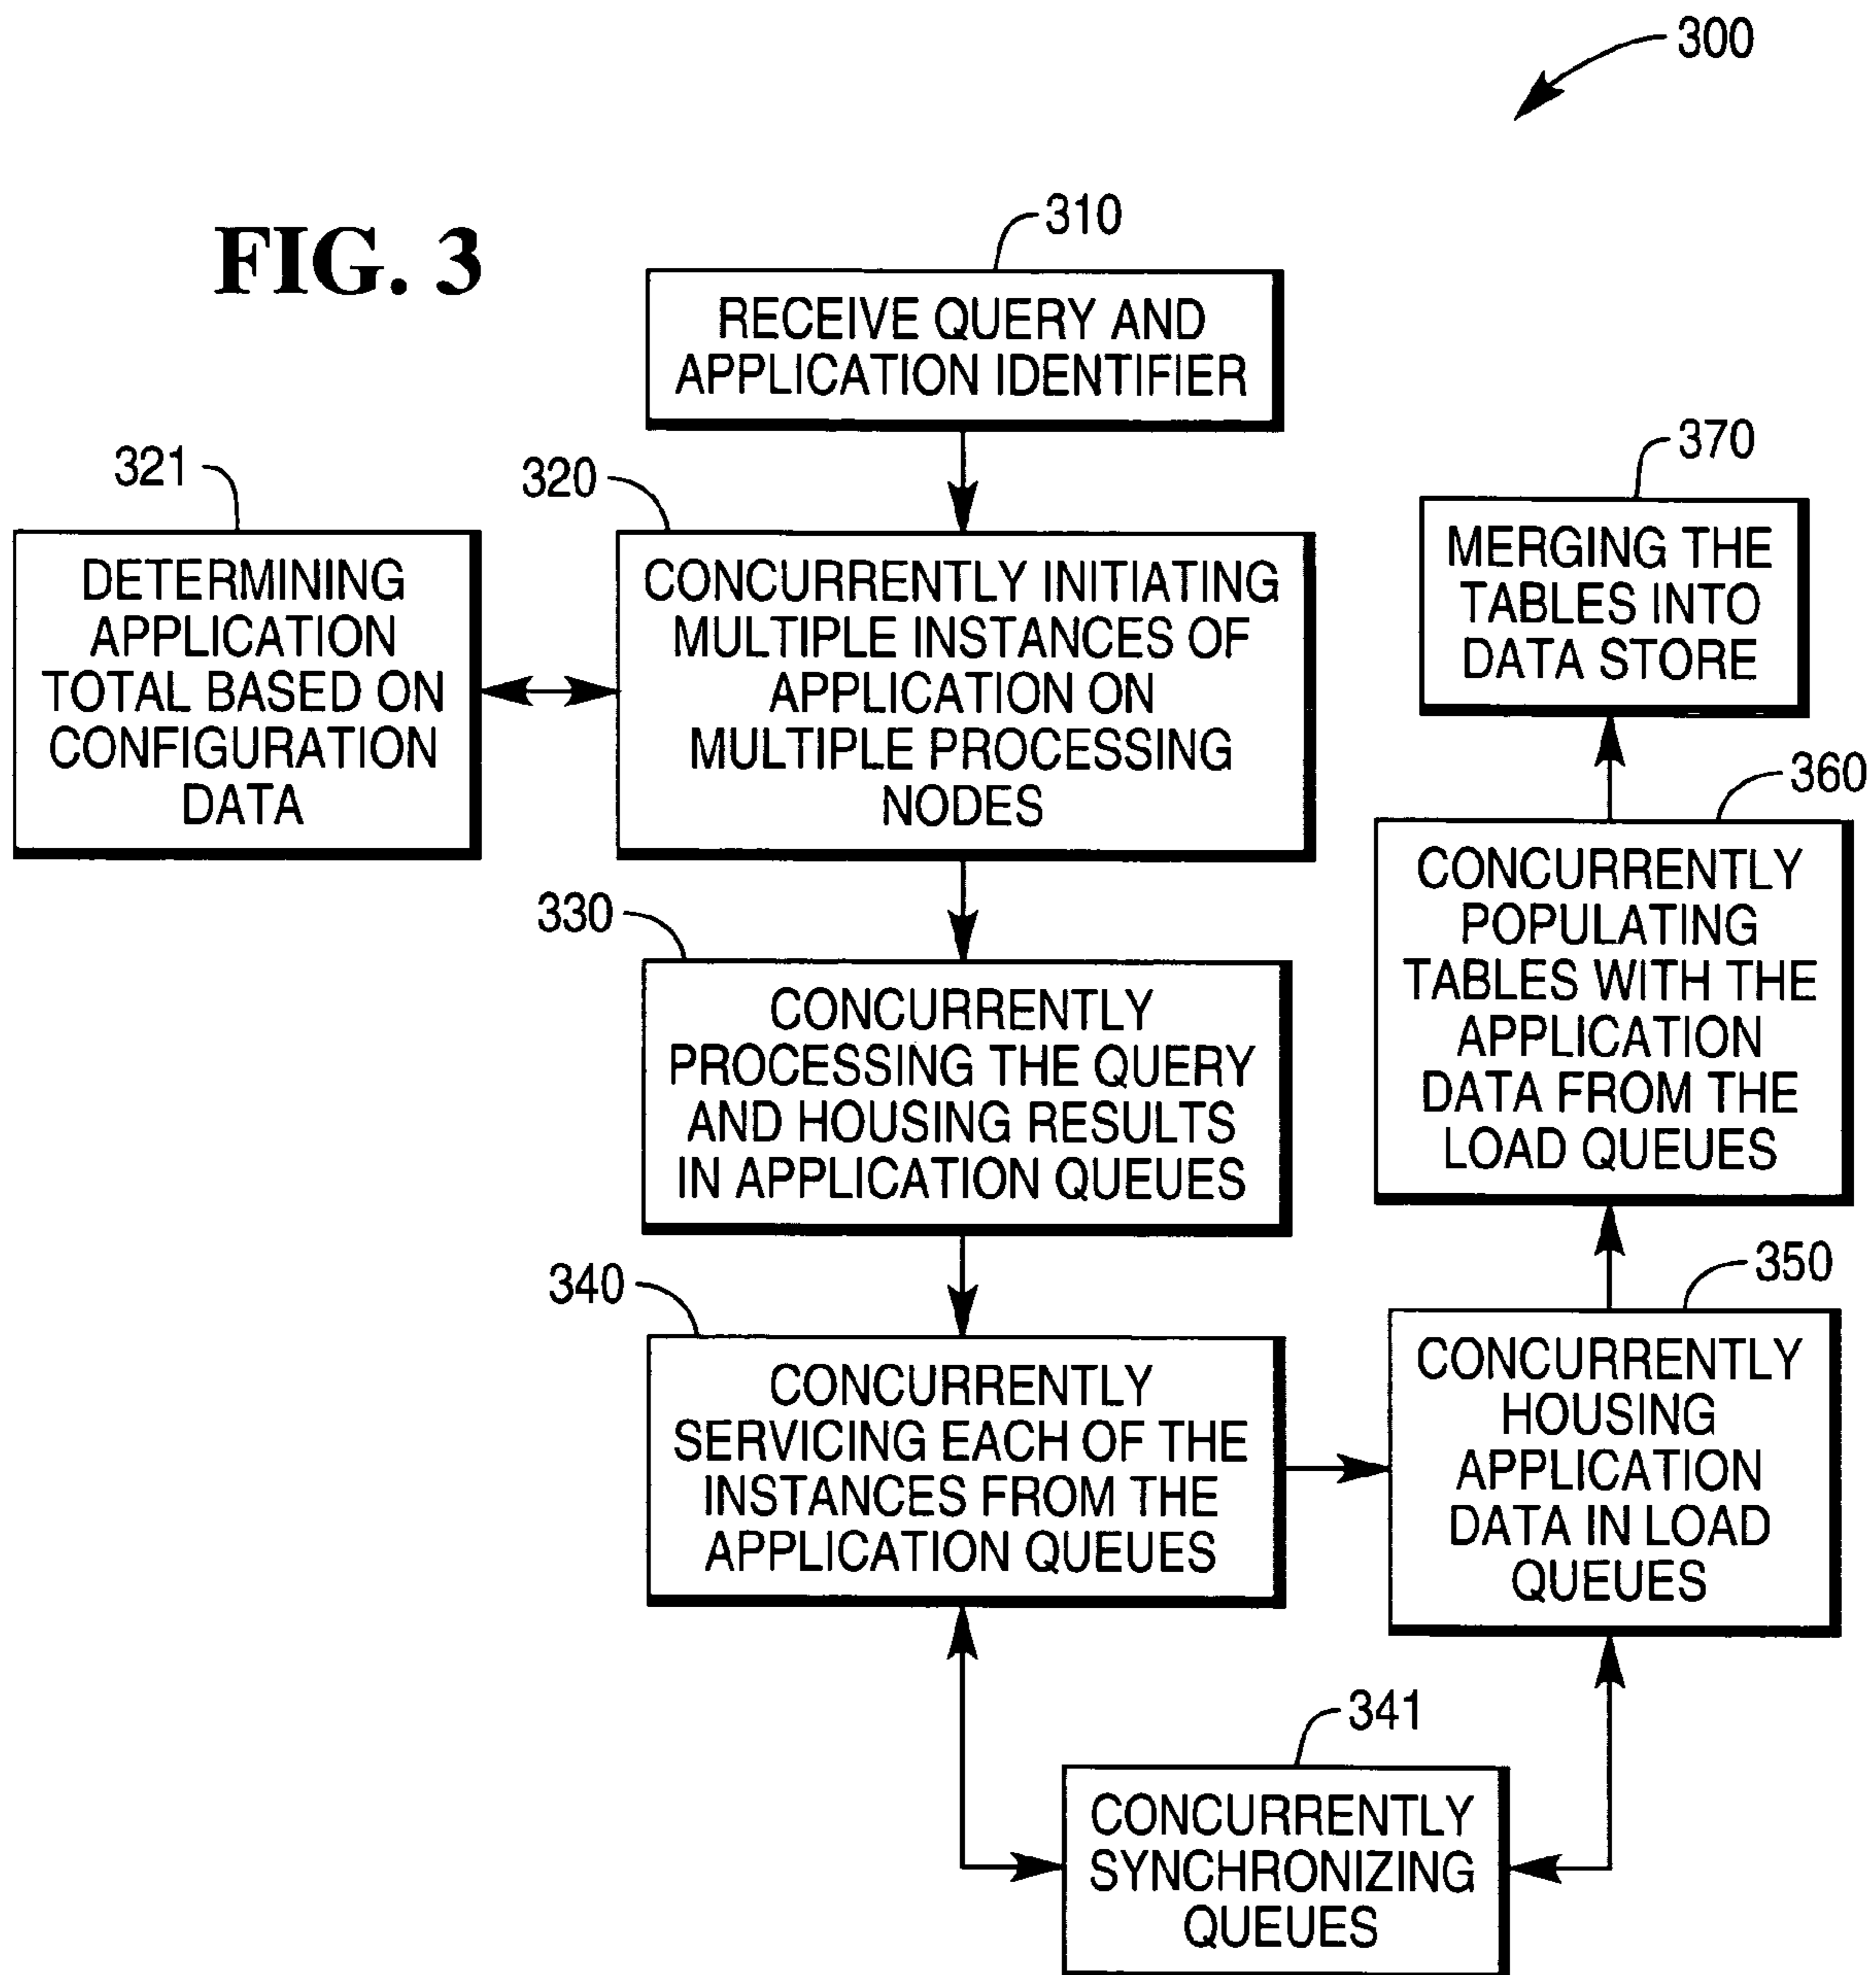 300
FIG. 3
310
RECEIVE QUERY AND
APPLICATION IDENTIFIER
321
DETERMINING
APPLICATION
TOTAL BASED ON
CONFIGURATION
DATA
320
CONCURRENTLY INITIATING
MULTIPLE INSTANCES OF
APPLICATION ON
MULTIPLE PROCESSING
NODES
330
CONCURRENTLY
PROCESSING THE QUERY
AND HOUSING RESULTS
IN APPLICATION QUEUES
340
CONCURRENTLY
SERVICING EACH OF THE
INSTANCES FROM THE
APPLICATION QUEUES
341
CONCURRENTLY
SYNCHRONIZING
QUEUES
350
CONCURRENTLY
HOUSING
APPLICATION
DATA IN LOAD
QUEUES
360
CONCURRENTLY
POPULATING
TABLES WITH THE
APPLICATION
DATA FROM THE
LOAD QUEUES
370
MERGING THE
TABLES INTO
DATA STORE